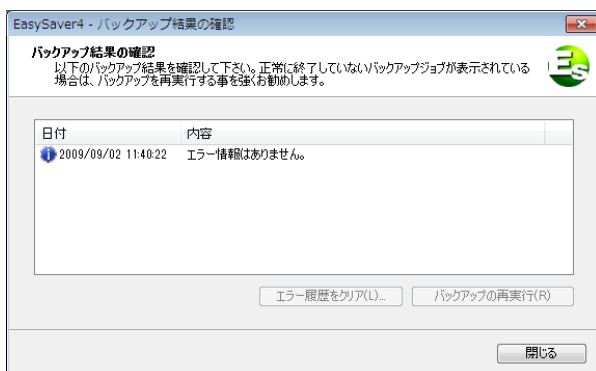 EasySaver4 - バックアップ結果の確認
バックアップ結果の確認
以下のバックアップ結果を確認して下さい。正常に終了していないバックアップジョブが表示されている
場合は、バックアップを再実行する事を強くお勧めします。
ES
日付 内容
2009/09/02 11:40:22 エラー情報はありません。
エラー履歴をクリア(L)... バックアップの再実行(R)
閉じる